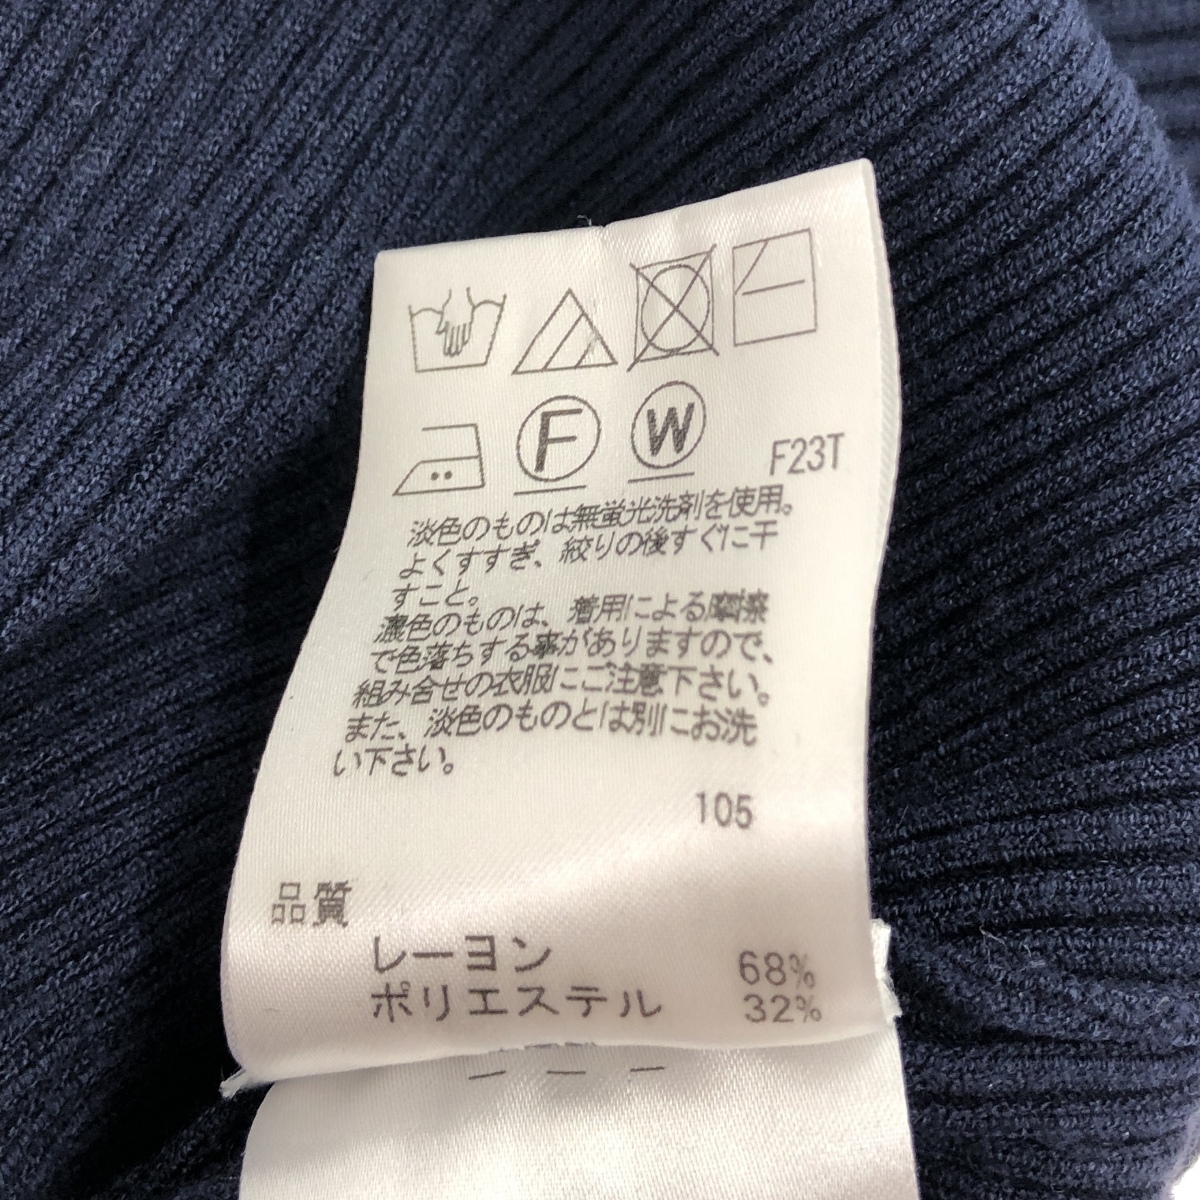 F W F23T
淡色のものは無蛍光洗剤を使用。
よくすすぎ、絞りの後すぐに干
すこと。
濃色のものは、着用による摩擦
で色落ちする事がありますので、
組み合せの衣服にご注意下さい。
また、淡色のものとは別にお洗
い下さい。
105
品質
レーヨン 68%
ポリエステル 32%